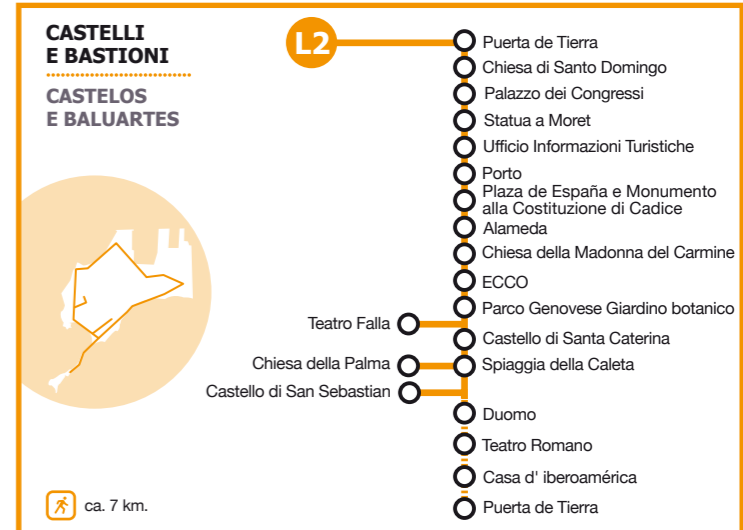 CASTELLI
E BASTIONI
CASTELOS
E BALUARTES
L2
Puerta de Tierra
Chiesa di Santo Domingo
Palazzo dei Congressi
Statua a Moret
Ufficio Informazioni Turistiche
Porto
Plaza de España e Monumento
alla Costituzione di Cadice
Alameda
Chiesa della Madonna del Carmine
ECCO
Parco Genovese Giardino botanico
Teatro Falla
Castello di Santa Caterina
Chiesa della Palma
Spiaggia della Caleta
Castello di San Sebastian
Duomo
Teatro Romano
Casa d' iberoamérica
Puerta de Tierra
ca. 7 km.